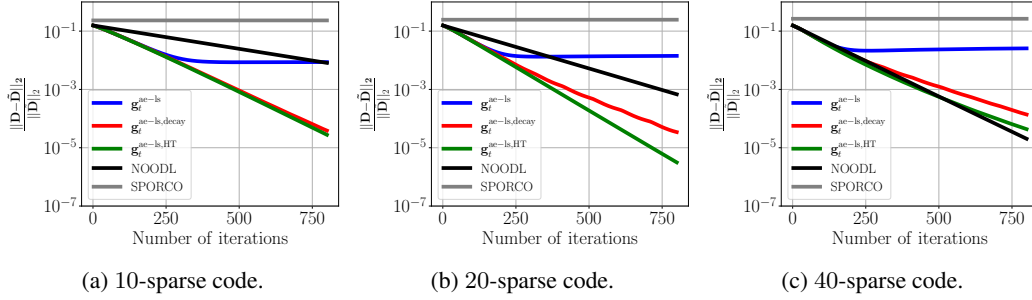 10⁻¹
10⁻³
10⁻⁵
10⁻⁷
||D−D̃||₂
||D̃||₂
g_t^{ae−ls}
g_t^{ae−ls,decay}
g_t^{ae−ls,HT}
NOODL
SPORCO
0 250 500 750
Number of iterations
(a) 10-sparse code.
10⁻¹
10⁻³
10⁻⁵
10⁻⁷
||D−D̃||₂
||D̃||₂
g_t^{ae−ls}
g_t^{ae−ls,decay}
g_t^{ae−ls,HT}
NOODL
SPORCO
0 250 500 750
Number of iterations
(b) 20-sparse code.
10⁻¹
10⁻³
10⁻⁵
10⁻⁷
||D−D̃||₂
||D̃||₂
g_t^{ae−ls}
g_t^{ae−ls,decay}
g_t^{ae−ls,HT}
NOODL
SPORCO
0 250 500 750
Number of iterations
(c) 40-sparse code.